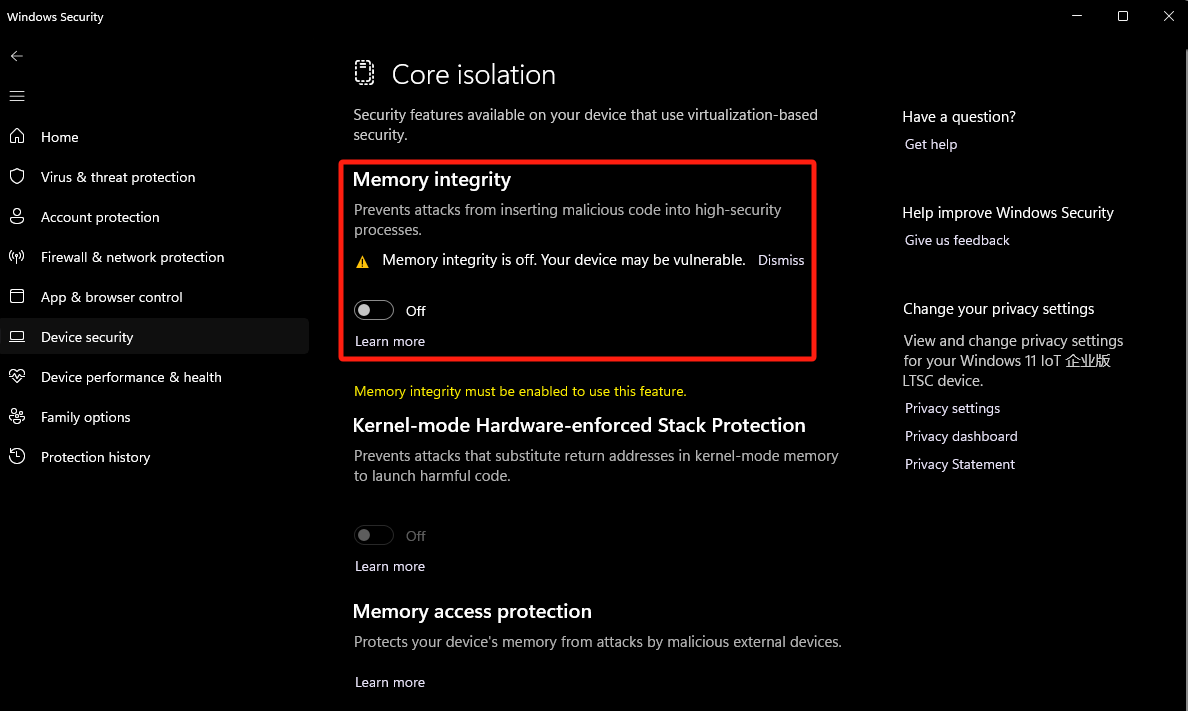 Windows Security
Home
Virus & threat protection
Account protection
Firewall & network protection
App & browser control
Device security
Device performance & health
Family options
Protection history
Core isolation
Security features available on your device that use virtualization-based
security.
Memory integrity
Prevents attacks from inserting malicious code into high-security
processes.
Memory integrity is off. Your device may be vulnerable. Dismiss
Off
Learn more
Memory integrity must be enabled to use this feature.
Kernel-mode Hardware-enforced Stack Protection
Prevents attacks that substitute return addresses in kernel-mode memory
to launch harmful code.
Off
Learn more
Memory access protection
Protects your device's memory from attacks by malicious external devices.
Learn more
Have a question?
Get help
Help improve Windows Security
Give us feedback
Change your privacy settings
View and change privacy settings
for your Windows 11 IoT 企业版
LTSC device.
Privacy settings
Privacy dashboard
Privacy Statement